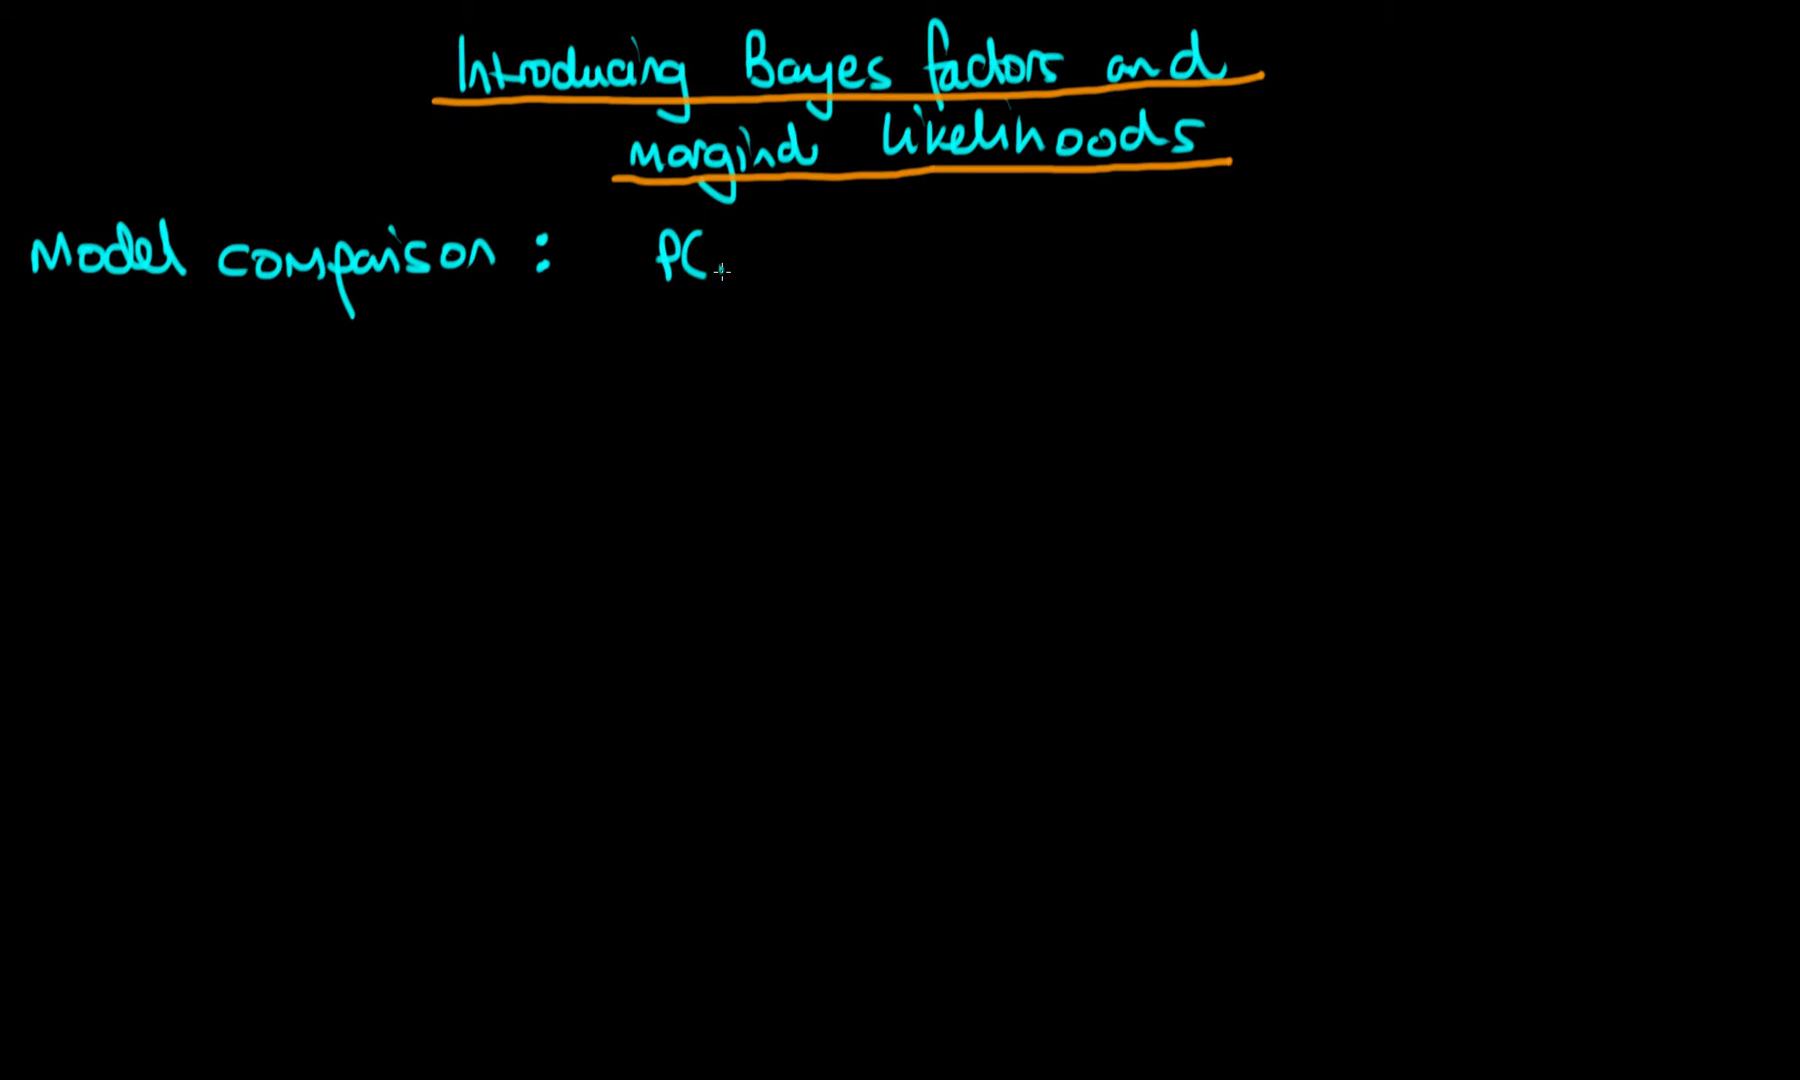 Introducing Bayes factors and
marginal likelihoods
Model comparison : P(